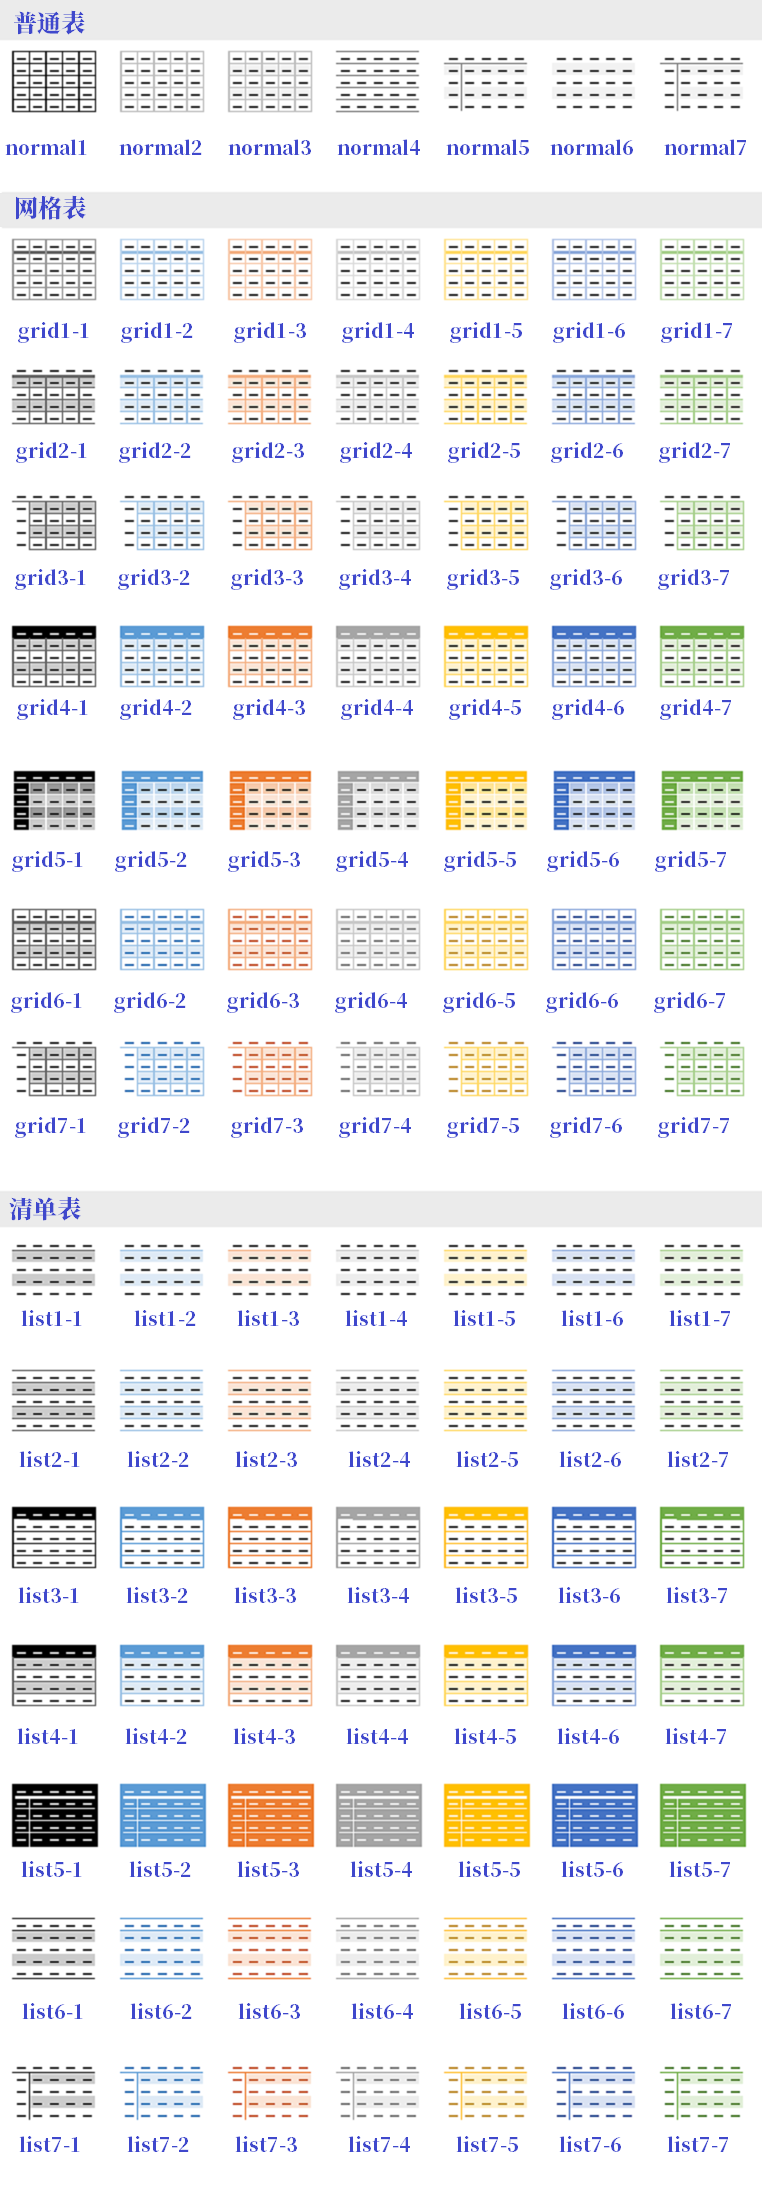 普通表
normal1 normal2 normal3 normal4 normal5 normal6 normal7
网格表
grid1-1 grid1-2 grid1-3 grid1-4 grid1-5 grid1-6 grid1-7
grid2-1 grid2-2 grid2-3 grid2-4 grid2-5 grid2-6 grid2-7
grid3-1 grid3-2 grid3-3 grid3-4 grid3-5 grid3-6 grid3-7
grid4-1 grid4-2 grid4-3 grid4-4 grid4-5 grid4-6 grid4-7
grid5-1 grid5-2 grid5-3 grid5-4 grid5-5 grid5-6 grid5-7
grid6-1 grid6-2 grid6-3 grid6-4 grid6-5 grid6-6 grid6-7
grid7-1 grid7-2 grid7-3 grid7-4 grid7-5 grid7-6 grid7-7
清单表
list1-1 list1-2 list1-3 list1-4 list1-5 list1-6 list1-7
list2-1 list2-2 list2-3 list2-4 list2-5 list2-6 list2-7
list3-1 list3-2 list3-3 list3-4 list3-5 list3-6 list3-7
list4-1 list4-2 list4-3 list4-4 list4-5 list4-6 list4-7
list5-1 list5-2 list5-3 list5-4 list5-5 list5-6 list5-7
list6-1 list6-2 list6-3 list6-4 list6-5 list6-6 list6-7
list7-1 list7-2 list7-3 list7-4 list7-5 list7-6 list7-7